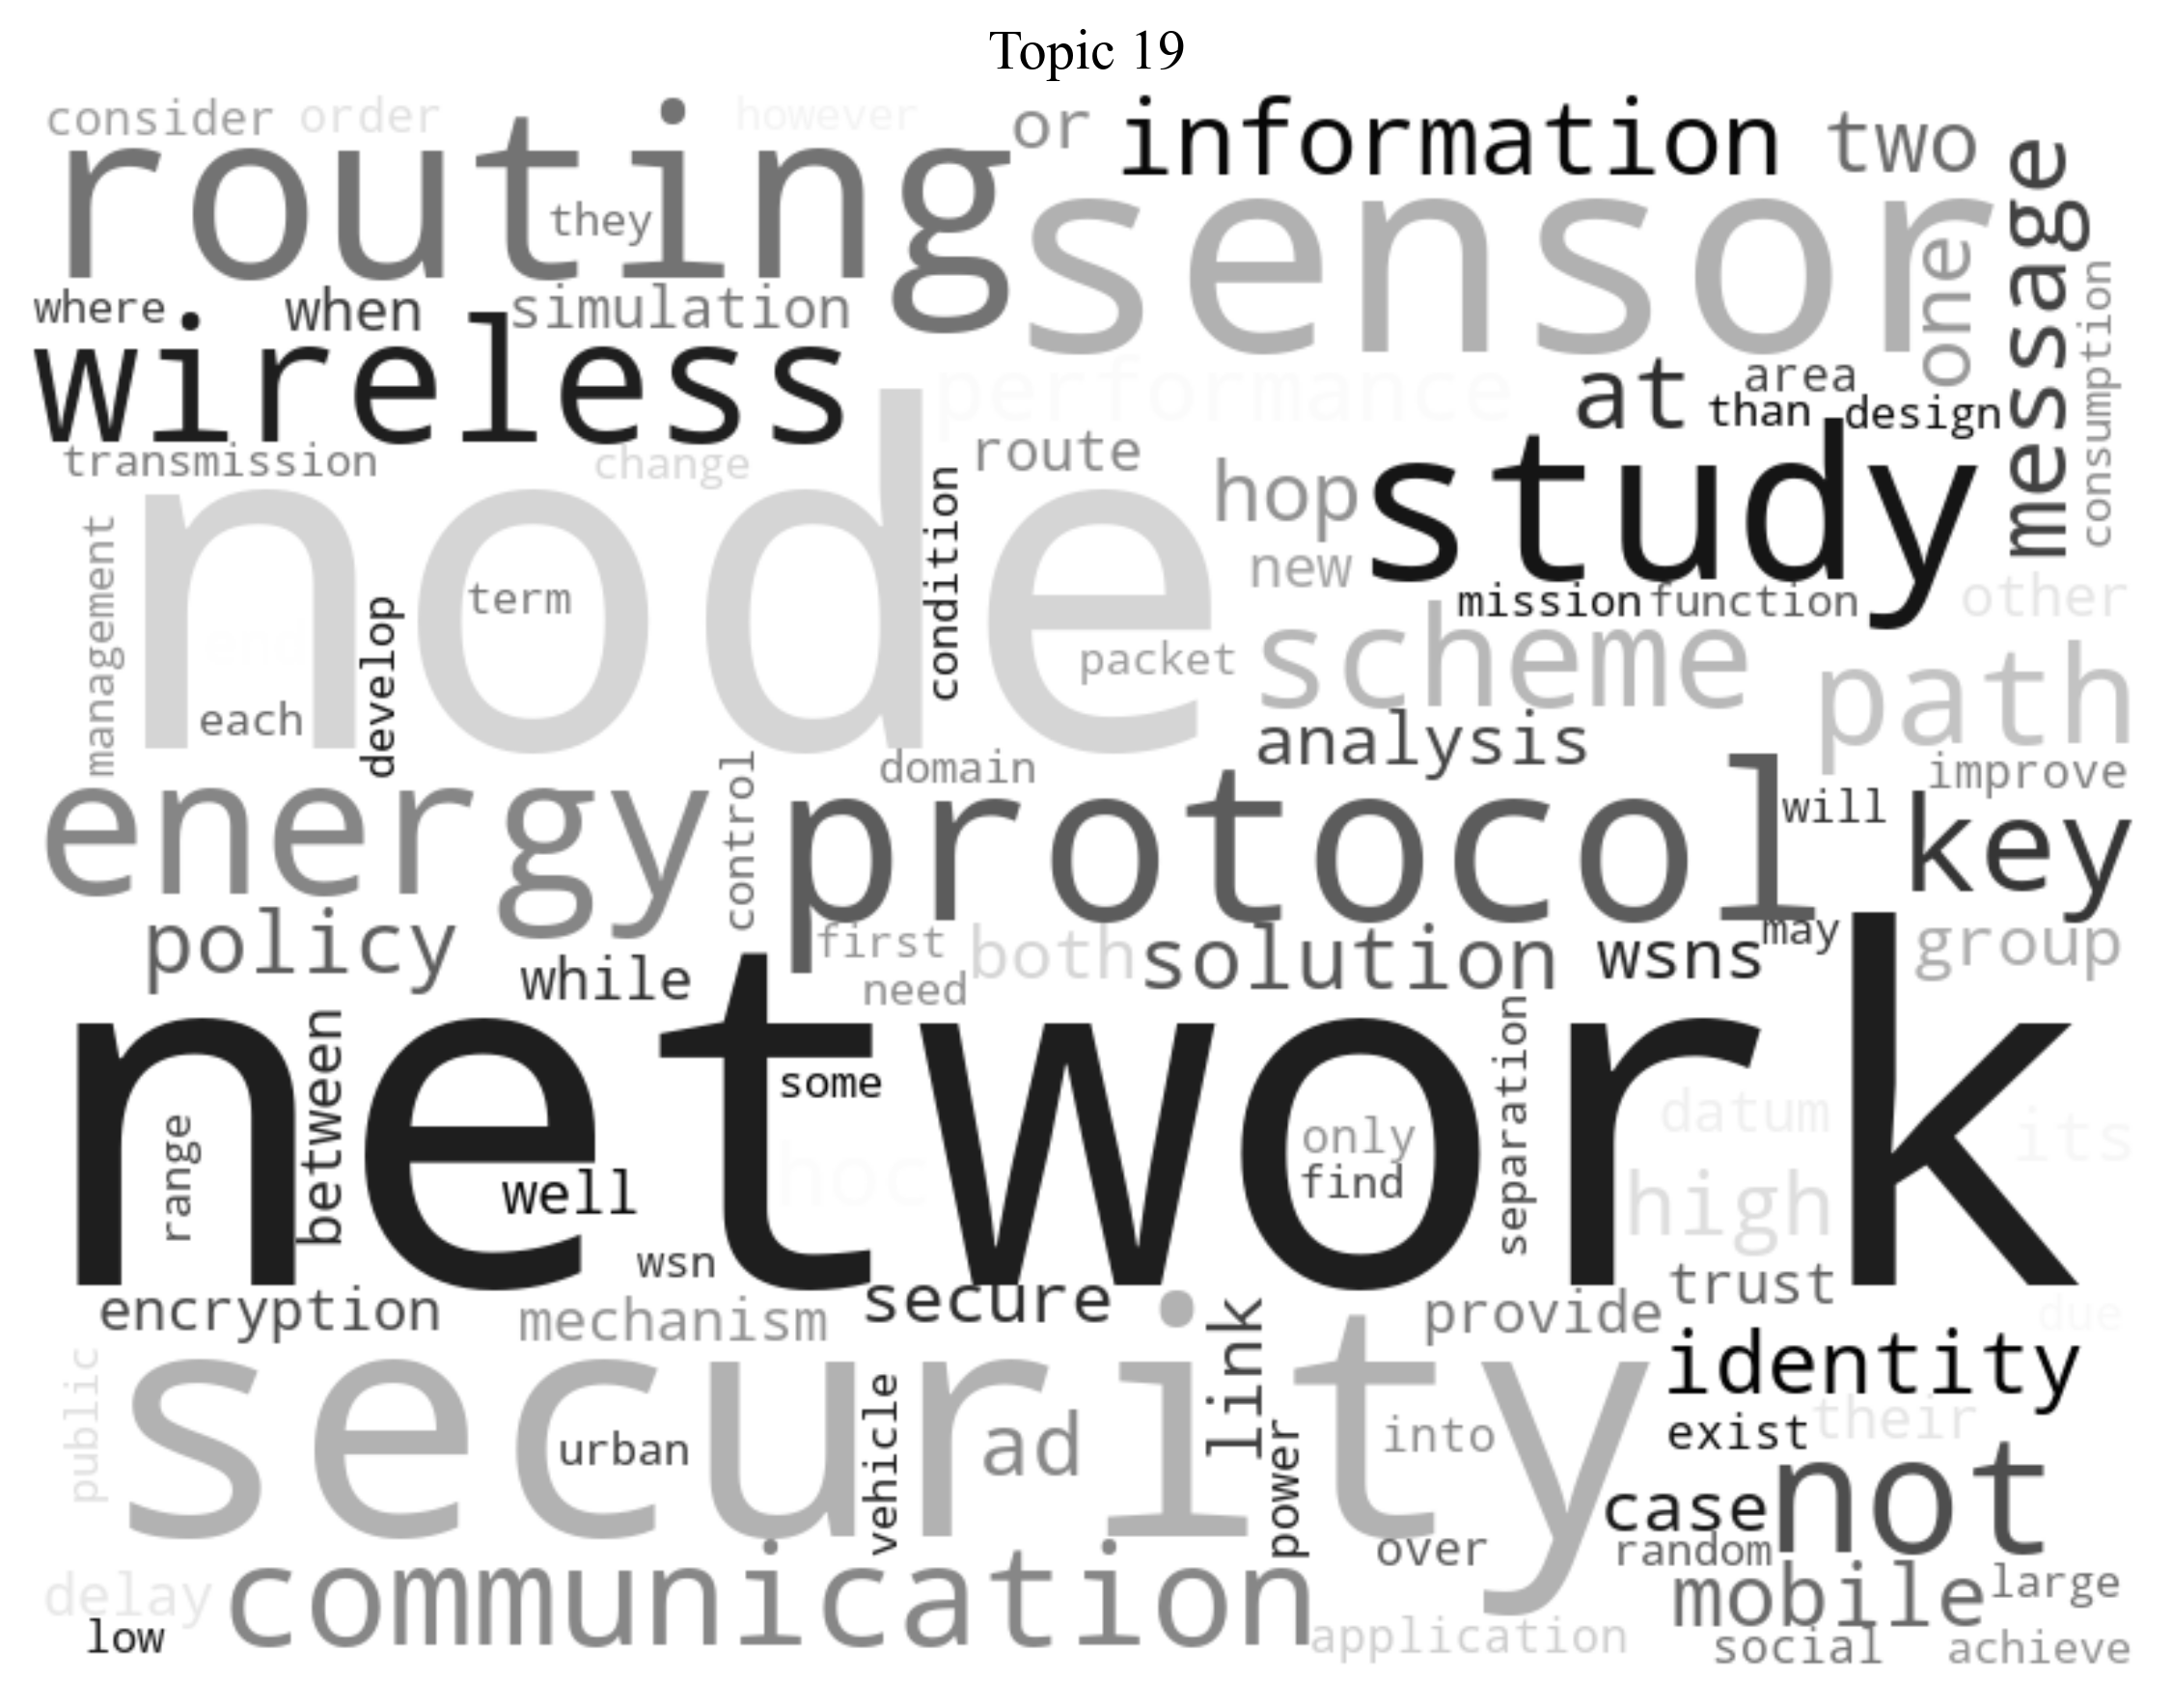 Topic 19
consider order however or information two
routing sensor message
they one
where when simulation consumption
wireless performance at area
than design
transmission change route hop study
management node condition new
term mission function other
develop packet scheme path
each analysis
domain improve
energy control protocol will key
policy first both solution wsns may group
while need
network
between some separation datum its
range only
well hoc find high
wsn trust
encryption mechanism secure link provide due
public security identity
vehicle ad into exist their
urban power case not
over random
delay communication mobile large
low application social achieve